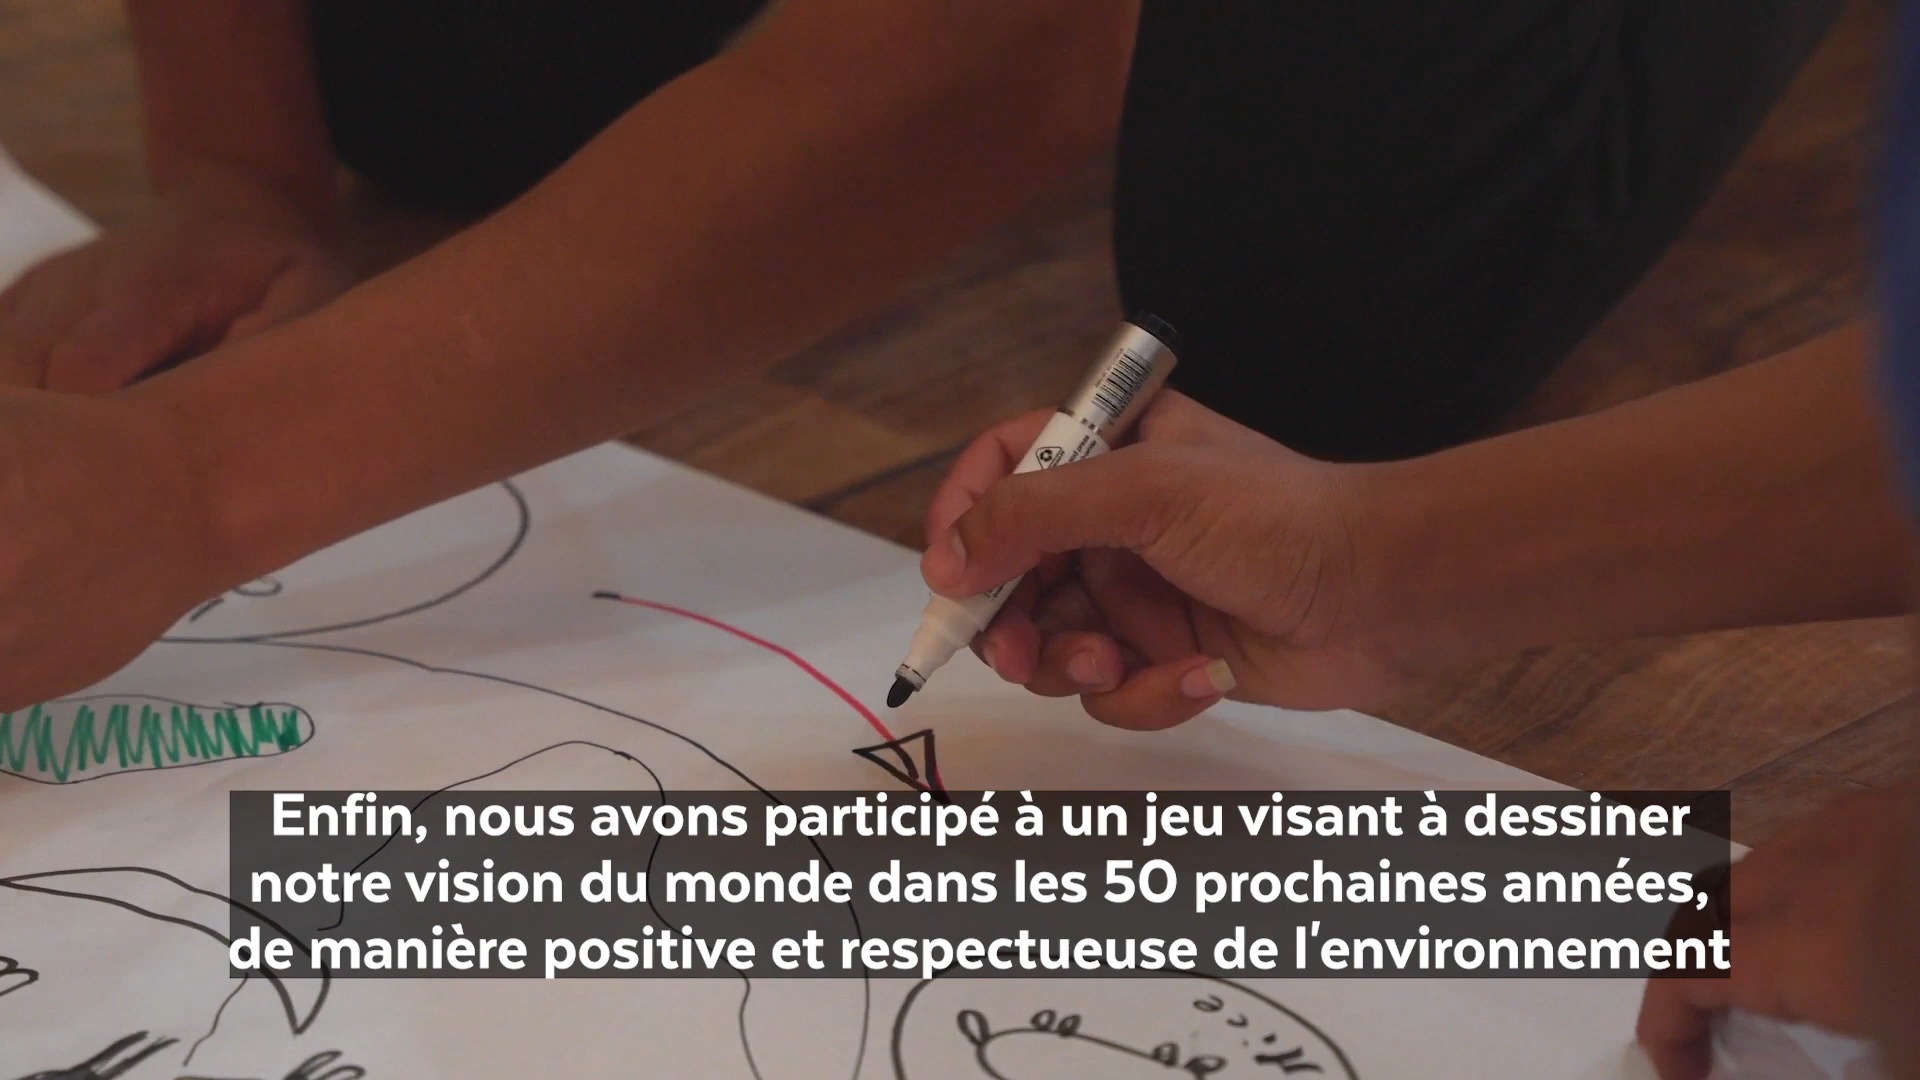 Enfin, nous avons participé à un jeu visant à dessiner
notre vision du monde dans les 50 prochaines années,
de manière positive et respectueuse de l'environnement